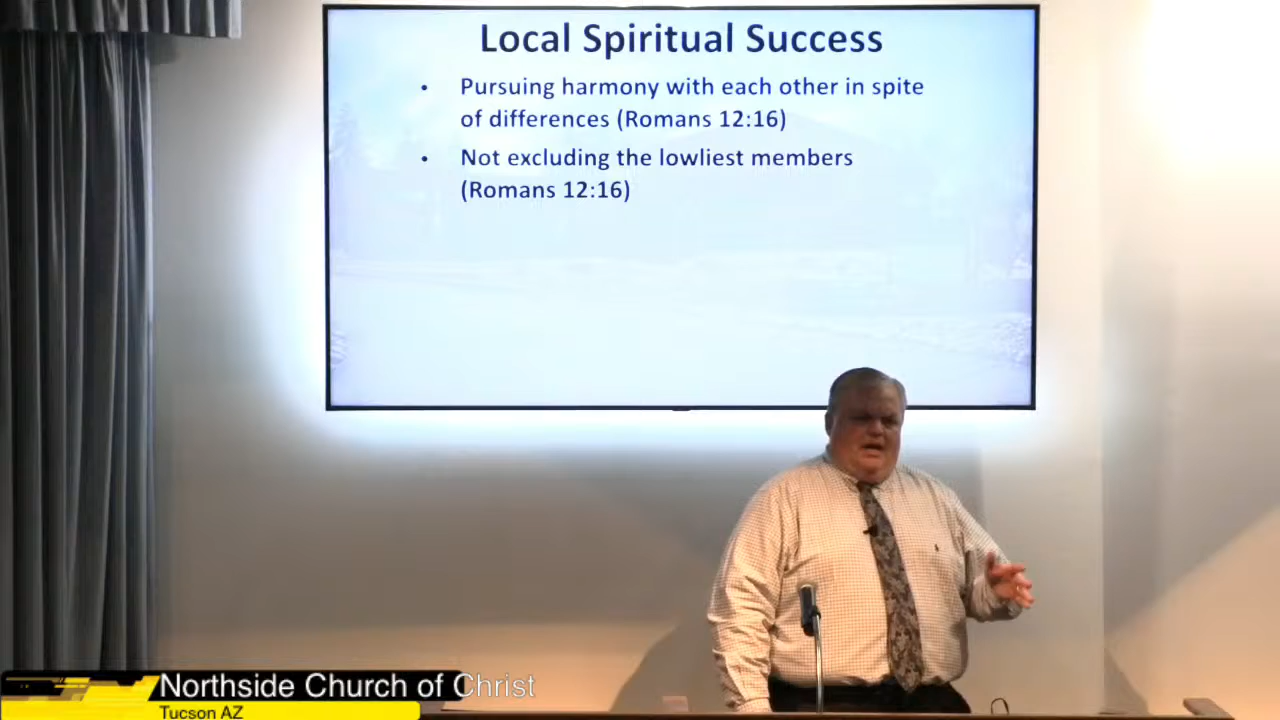 Local Spiritual Success
• Pursuing harmony with each other in spite
of differences (Romans 12:16)
• Not excluding the lowliest members
(Romans 12:16)
Northside Church of Christ
Tucson AZ